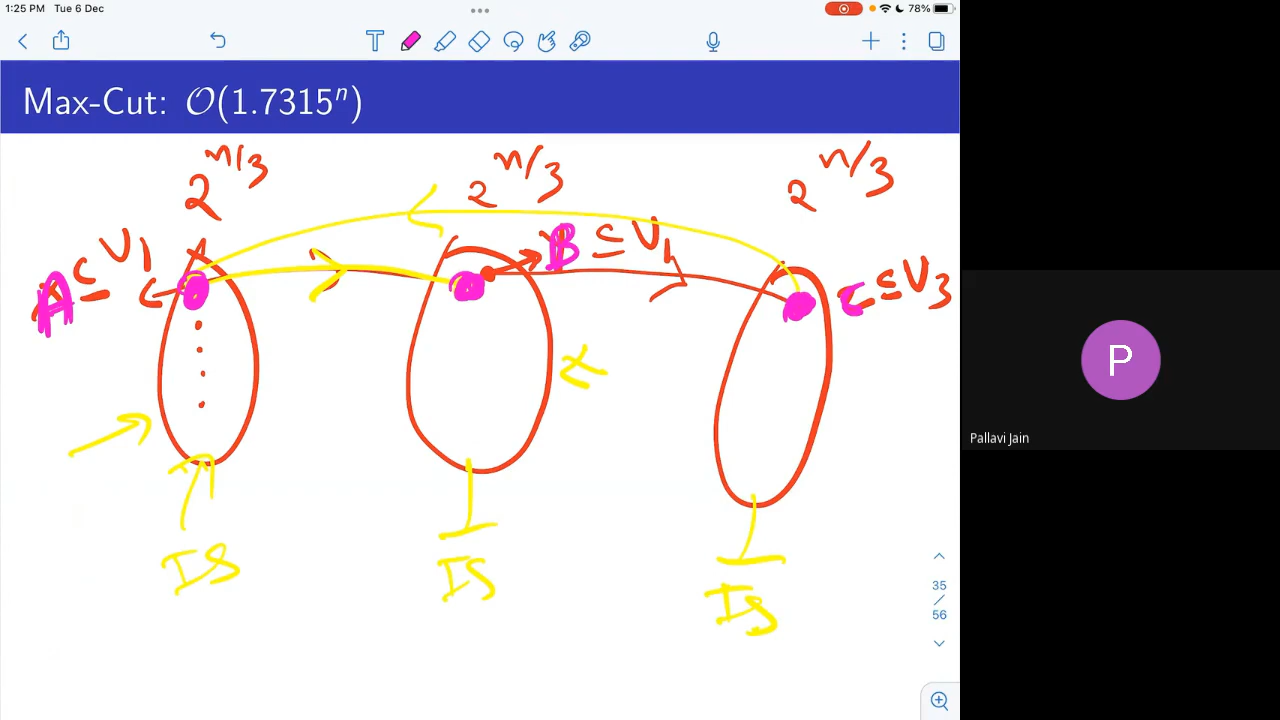 1:25 PM Tue 6 Dec
78%
Max-Cut: O(1.7315ⁿ)
2^{n/3} 2^{n/3} 2^{n/3}
A ⊆ V1 B ⊆ V1 C ⊆ V3
IS IS IS
35
/
56
P
Pallavi Jain